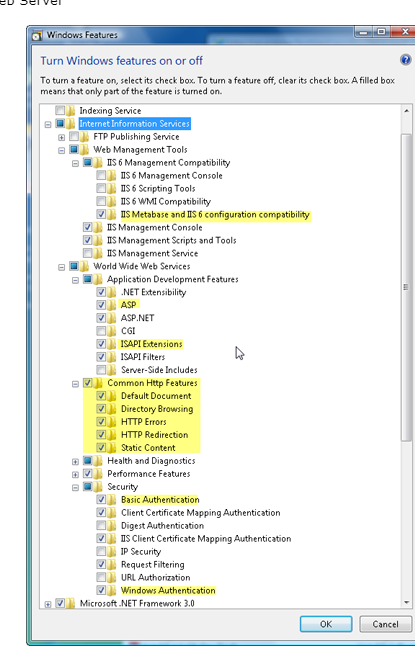 Web Server
Windows Features
Turn Windows features on or off
To turn a feature on, select its check box. To turn a feature off, clear its check box. A filled box
means that only part of the feature is turned on.
Indexing Service
Internet Information Services
FTP Publishing Service
Web Management Tools
IIS 6 Management Compatibility
IIS 6 Management Console
IIS 6 Scripting Tools
IIS 6 WMI Compatibility
IIS Metabase and IIS 6 configuration compatibility
IIS Management Console
IIS Management Scripts and Tools
IIS Management Service
World Wide Web Services
Application Development Features
.NET Extensibility
ASP
ASP.NET
CGI
ISAPI Extensions
ISAPI Filters
Server-Side Includes
Common Http Features
Default Document
Directory Browsing
HTTP Errors
HTTP Redirection
Static Content
Health and Diagnostics
Performance Features
Security
Basic Authentication
Client Certificate Mapping Authentication
Digest Authentication
IIS Client Certificate Mapping Authentication
IP Security
Request Filtering
URL Authorization
Windows Authentication
Microsoft .NET Framework 3.0
OK
Cancel